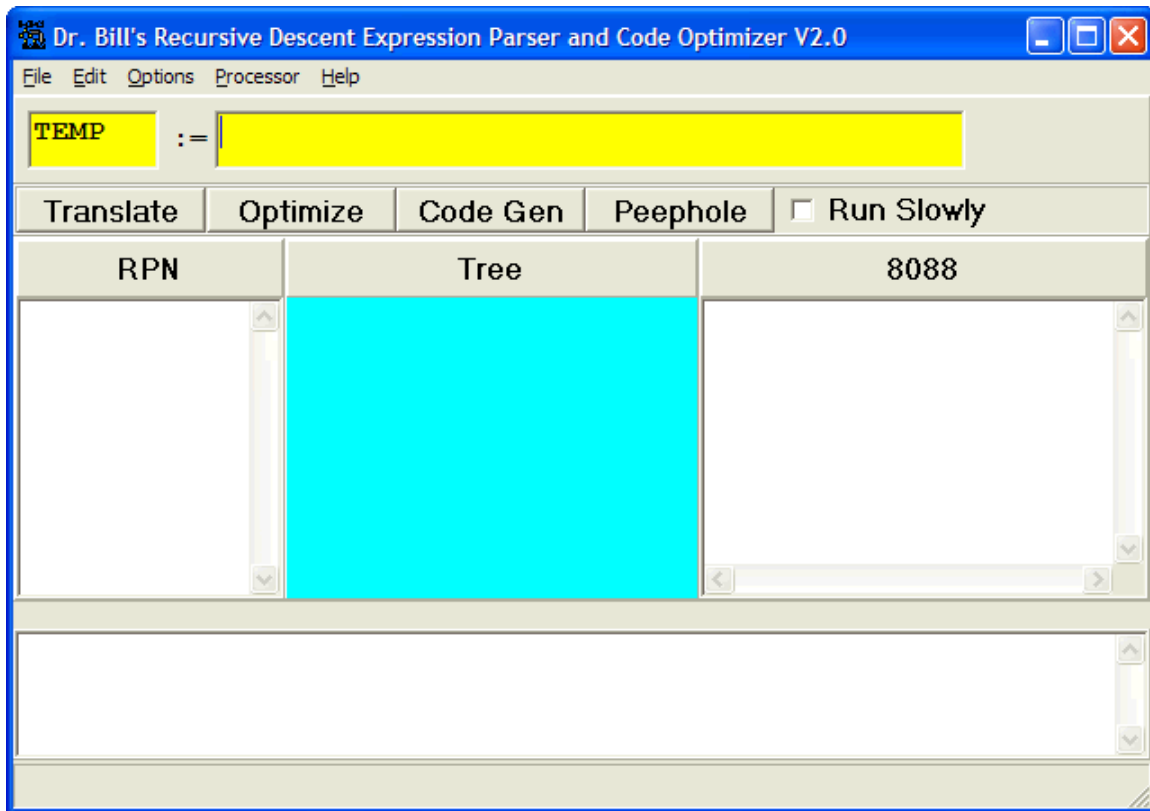 Dr. Bill's Recursive Descent Expression Parser and Code Optimizer V2.0
File Edit Options Processor Help
TEMP :=
Translate Optimize Code Gen Peephole Run Slowly
RPN Tree 8088